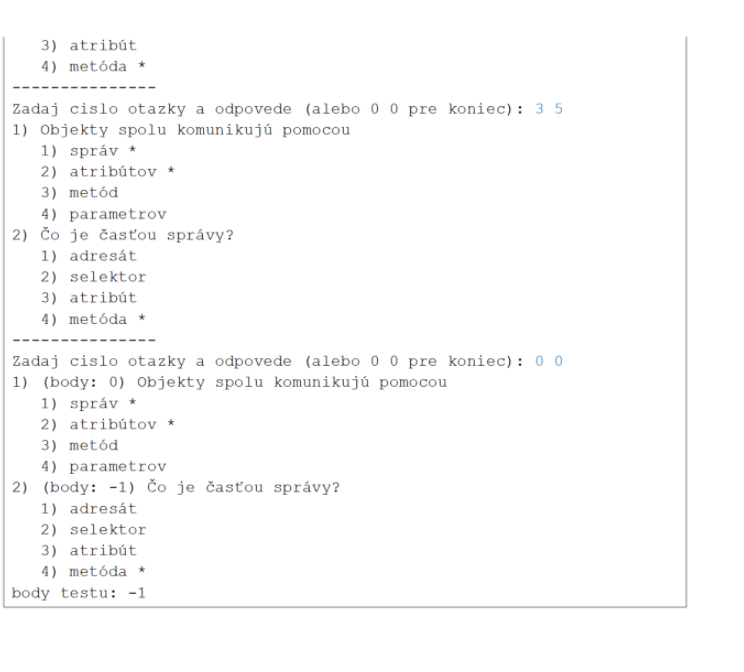 3) atribút
4) metóda *
---------------
Zadaj cislo otazky a odpovede (alebo 0 0 pre koniec): 3 5
1) Objekty spolu komunikujú pomocou
1) správ *
2) atribútov *
3) metód
4) parametrov
2) Čo je časťou správy?
1) adresát
2) selektor
3) atribút
4) metóda *
---------------
Zadaj cislo otazky a odpovede (alebo 0 0 pre koniec): 0 0
1) (body: 0) Objekty spolu komunikujú pomocou
1) správ *
2) atribútov *
3) metód
4) parametrov
2) (body: -1) Čo je časťou správy?
1) adresát
2) selektor
3) atribút
4) metóda *
body testu: -1